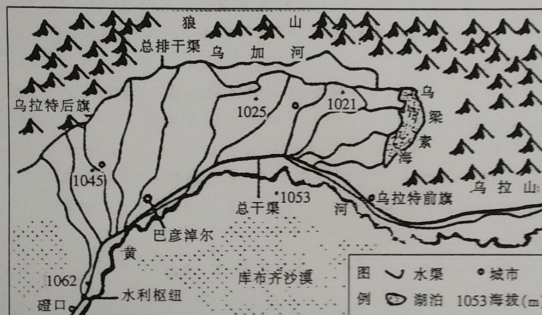 狼山
总排干渠
乌加河
乌拉特后旗
1025
1021
乌梁素海
1045
总干渠
1053
河
乌拉特前旗
乌拉山
巴彦淖尔
黄
1062
水利枢纽
磴口
库布齐沙漠
图例
水渠
城市
湖泊
1053海拔(m)